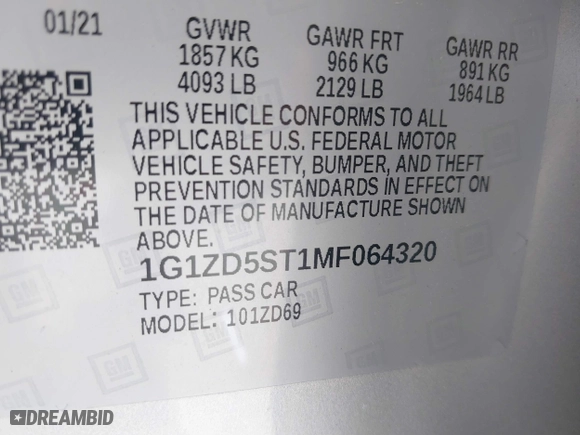 01/21 GVWR GAWR FRT GAWR RR
1857 KG 966 KG 891 KG
4093 LB 2129 LB 1964 LB
THIS VEHICLE CONFORMS TO ALL
APPLICABLE U.S. FEDERAL MOTOR
VEHICLE SAFETY, BUMPER, AND THEFT
PREVENTION STANDARDS IN EFFECT ON
THE DATE OF MANUFACTURE SHOWN
ABOVE.
1G1ZD5ST1MF064320
TYPE: PASS CAR
MODEL: 101ZD69
GM
DREAMBID